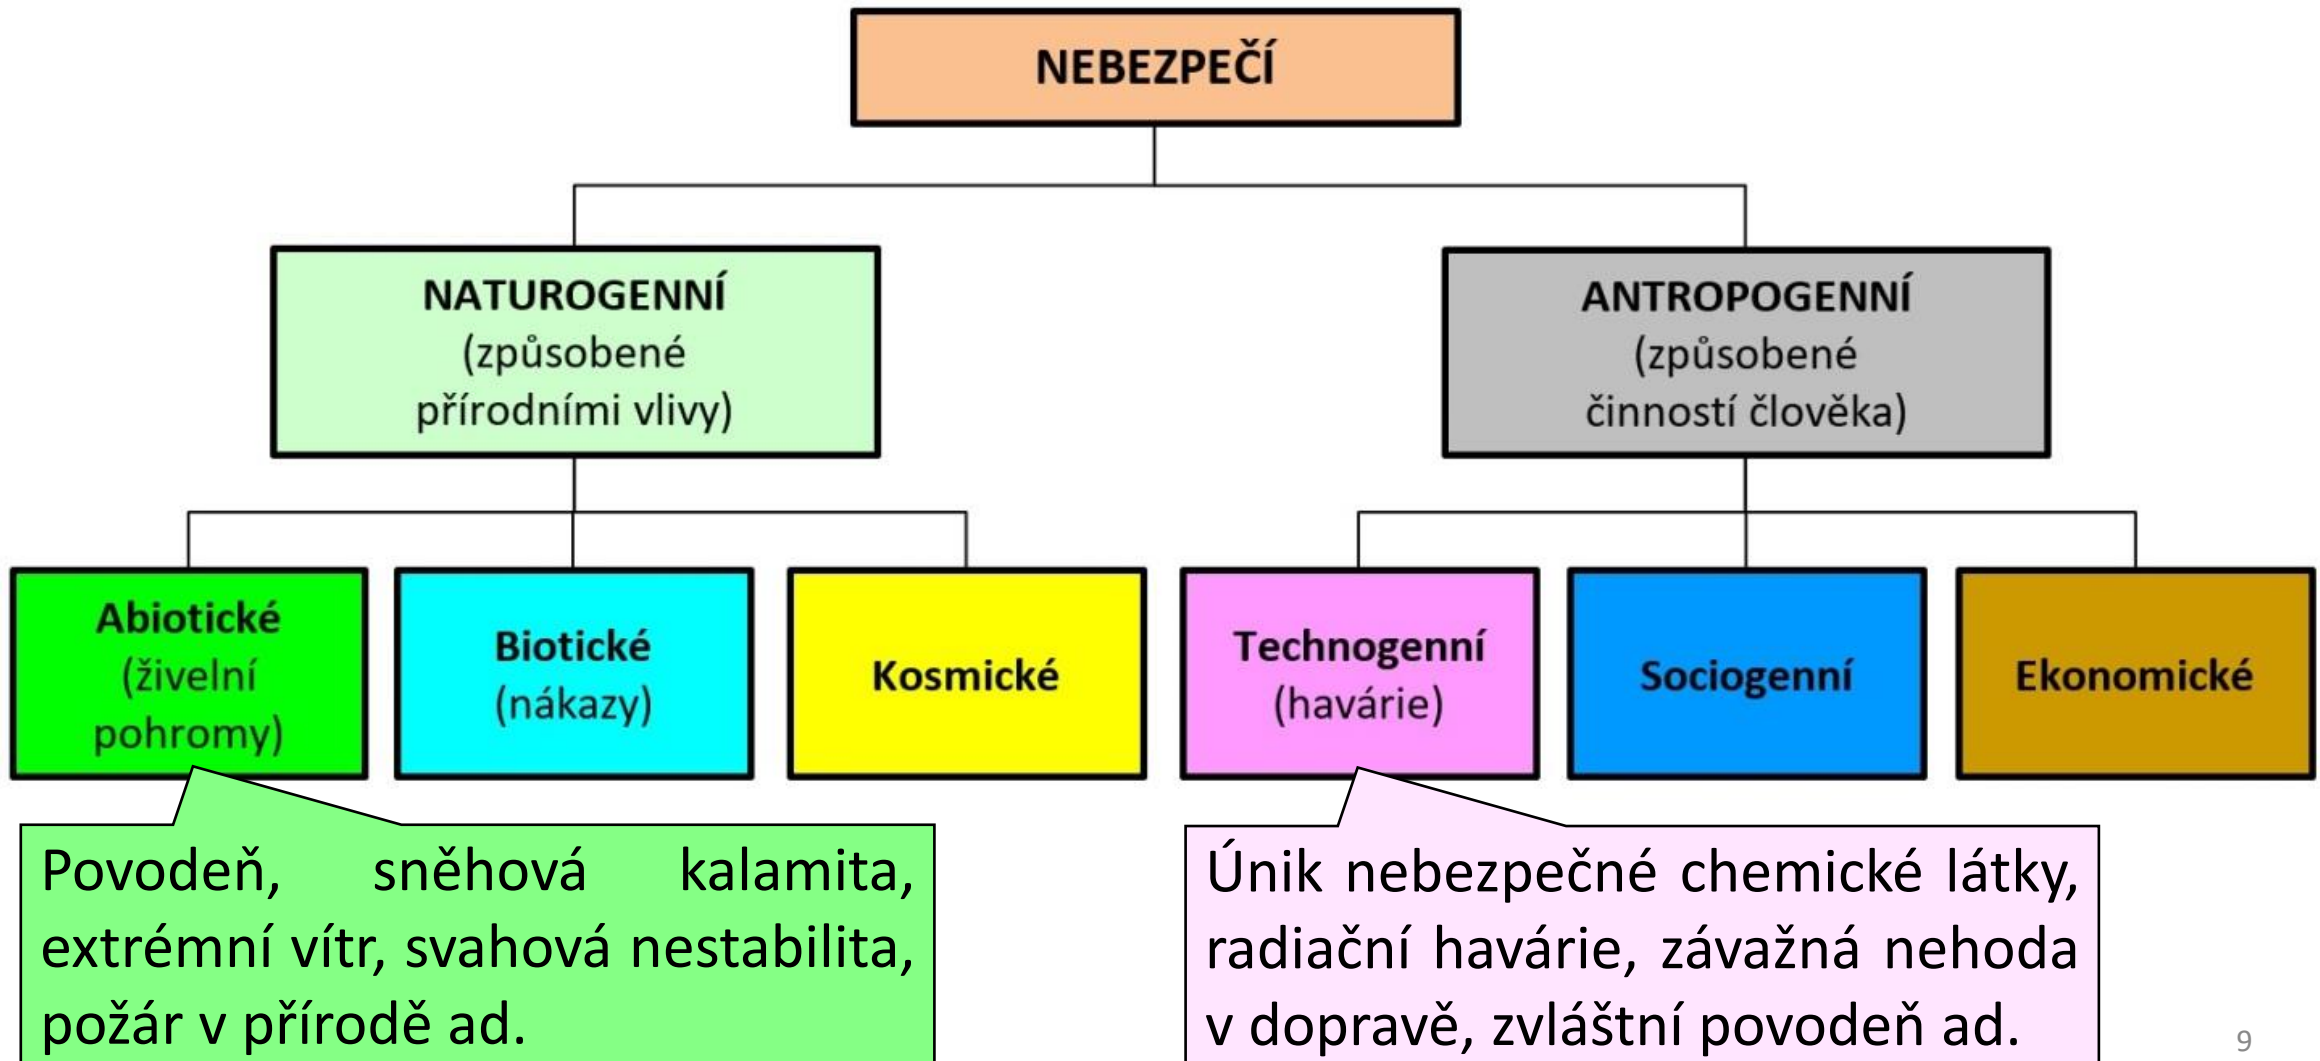 NEBEZPEČÍ
NATUROGENNÍ
(způsobené
přírodními vlivy)
ANTROPOGENNÍ
(způsobené
činností člověka)
Abiotické
(živelní
pohromy)
Biotické
(nákazy)
Kosmické
Technogenní
(havárie)
Sociogenní
Ekonomické
Povodeň, sněhová kalamita,
extrémní vítr, svahová nestabilita,
požár v přírodě ad.
Únik nebezpečné chemické látky,
radiační havárie, závažná nehoda
v dopravě, zvláštní povodeň ad.
9